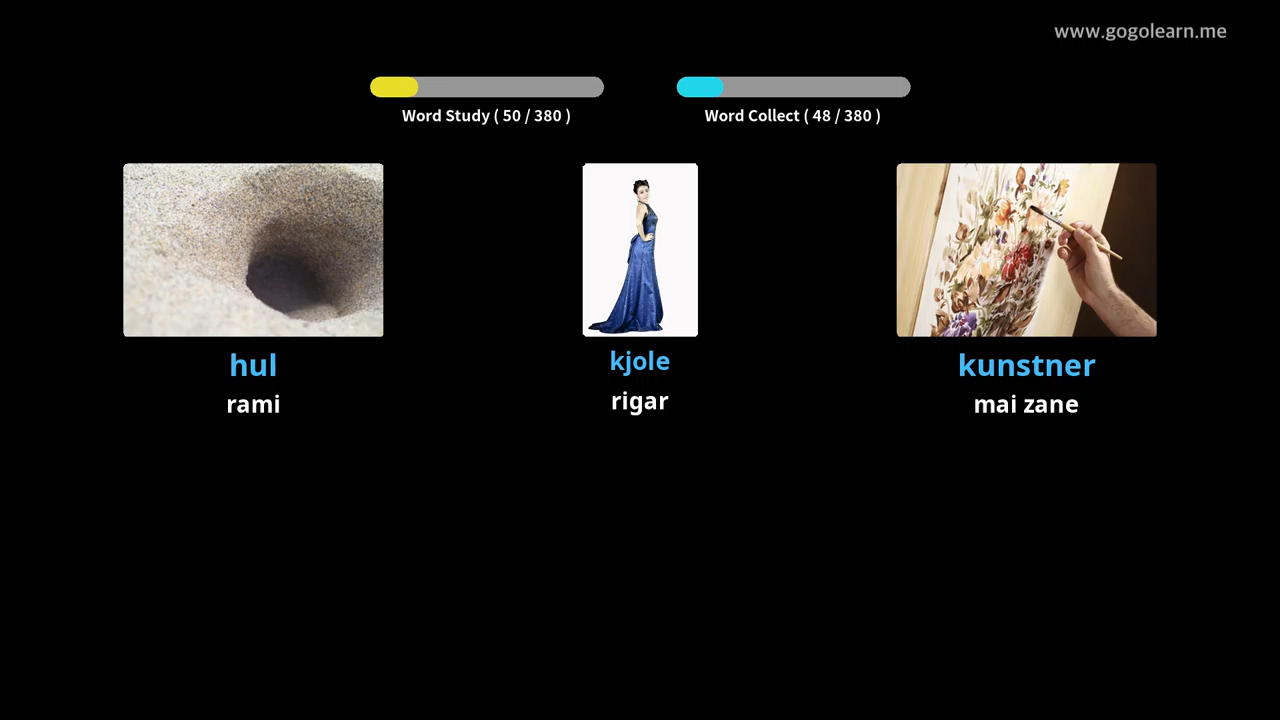 www.gogolearn.me
Word Study ( 50 / 380 )
Word Collect ( 48 / 380 )
hul
rami
kjole
rigar
kunstner
mai zane